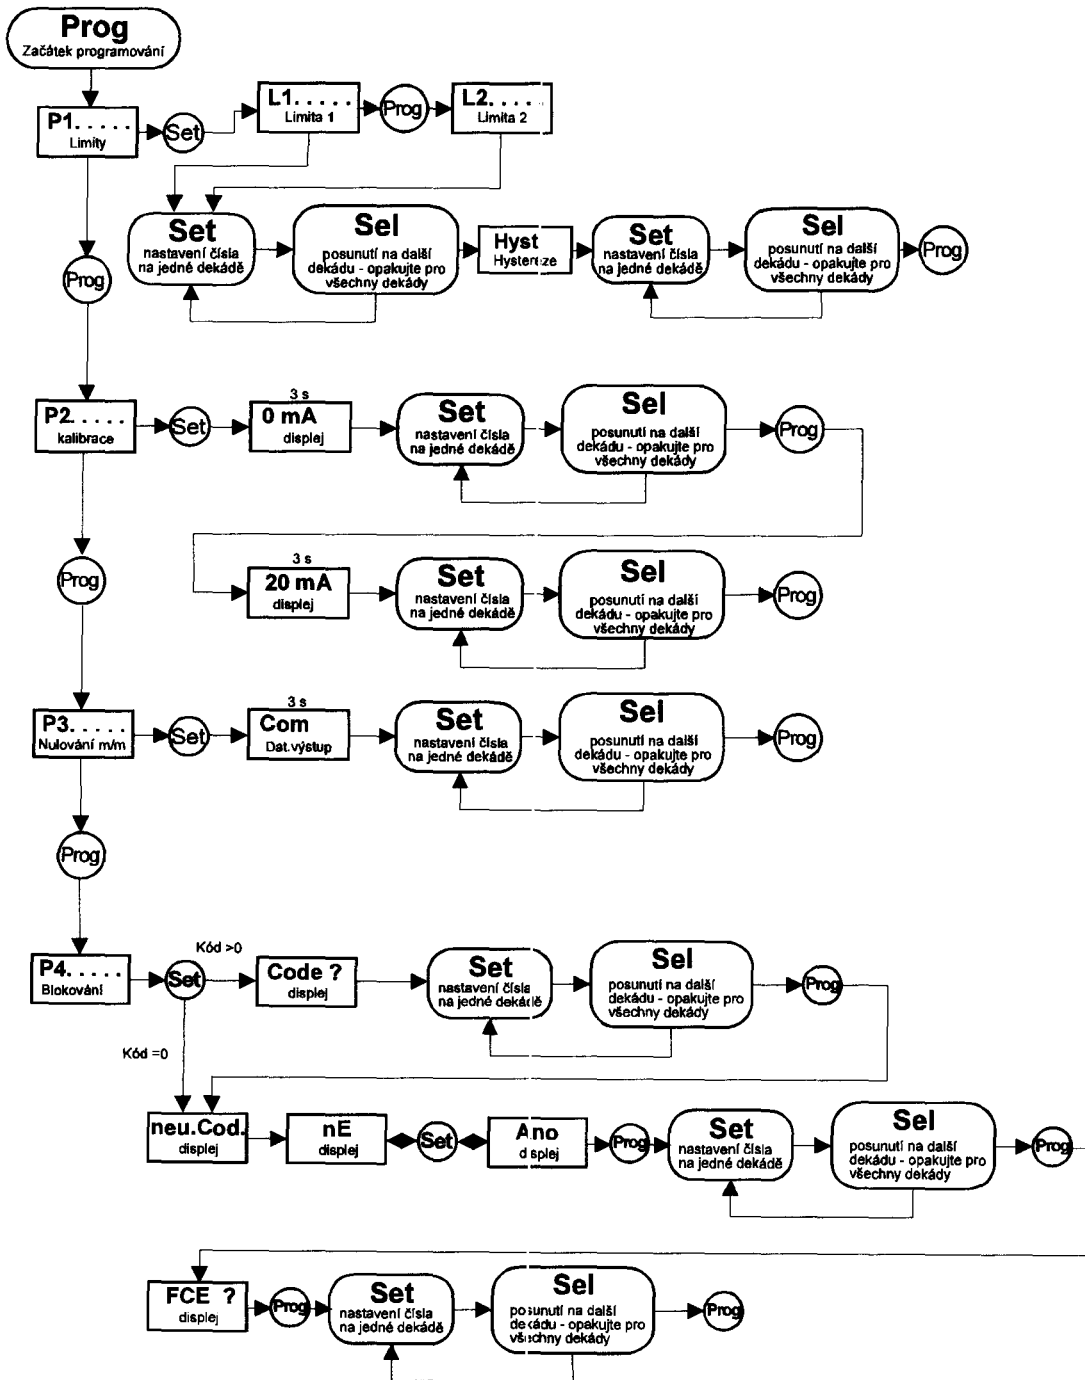 Prog
Začátek programování
P1.....
Limity
Set
L1.....
Limita 1
Prog
L2.....
Limita 2
Set
nastavení čísla
na jedné dekádě
Sel
posunutí na další
dekádu - opakujte pro
všechny dekády
Hyst
Hystereze
Set
nastavení čísla
na jedné dekádě
Sel
posunutí na další
dekádu - opakujte pro
všechny dekády
Prog
Prog
P2.....
kalibrace
Set
3 s
0 mA
displej
Set
nastavení čísla
na jedné dekádě
Sel
posunutí na další
dekádu - opakujte pro
všechny dekády
Prog
Prog
3 s
20 mA
displej
Set
nastavení čísla
na jedné dekádě
Sel
posunutí na další
dekádu - opakujte pro
všechny dekády
Prog
P3.....
Nulování m/m
Set
3 s
Com
Dat.výstup
Set
nastavení čísla
na jedné dekádě
Sel
posunutí na další
dekádu - opakujte pro
všechny dekády
Prog
Prog
P4.....
Blokování
Set
Kód >0
Code ?
displej
Set
nastavení čísla
na jedné dekádě
Sel
posunutí na další
dekádu - opakujte pro
všechny dekády
Prog
Kód =0
neu.Cod.
displej
nE
displej
Set
Ano
displej
Prog
Set
nastavení čísla
na jedné dekádě
Sel
posunutí na další
dekádu - opakujte pro
všechny dekády
Prog
FCE ?
displej
Prog
Set
nastavení čísla
na jedné dekádě
Sel
posunutí na další
dekádu - opakujte pro
všechny dekády
Prog